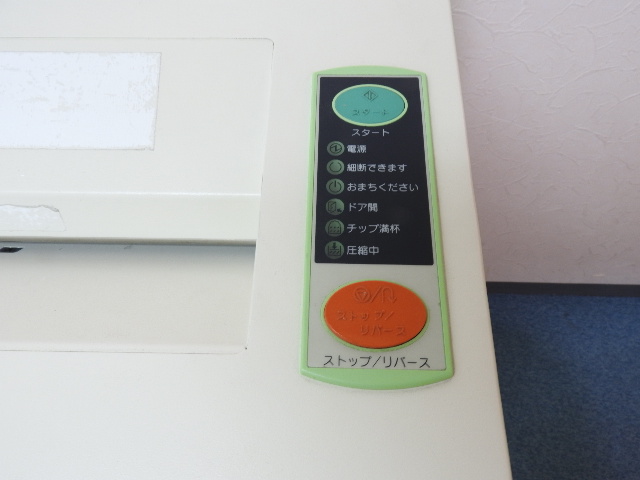 スタート
スタート
電源
細断できます
おまちください
ドア開
チップ満杯
圧縮中
ストップ/
リバース
ストップ/リバース